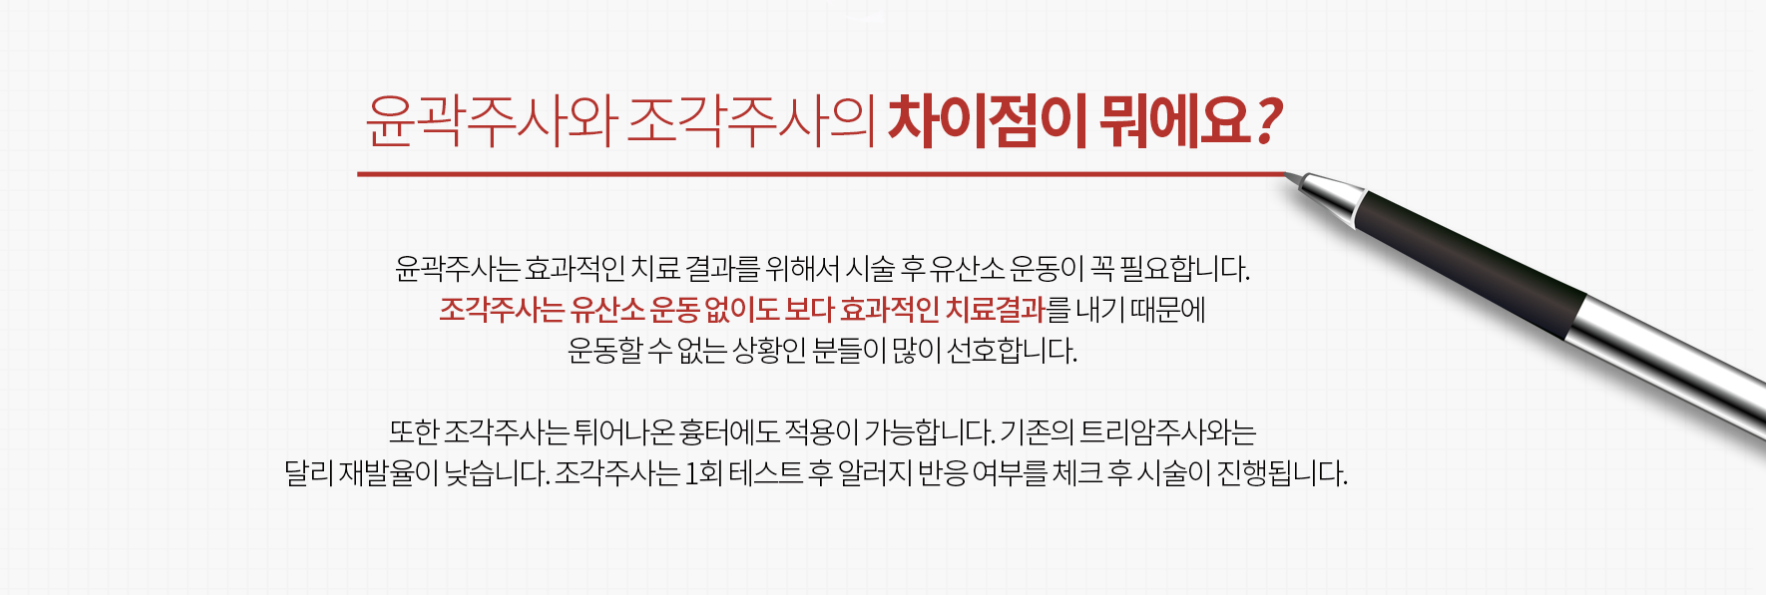 윤곽주사와 조각주사의 차이점이 뭐에요?
윤곽주사는 효과적인 치료 결과를 위해서 시술 후 유산소 운동이 꼭 필요합니다.
조각주사는 유산소 운동 없이도 보다 효과적인 치료결과를 내기 때문에
운동할 수 없는 상황인 분들이 많이 선호합니다.
또한 조각주사는 튀어나온 흉터에도 적용이 가능합니다. 기존의 트리암주사와는
달리 재발율이 낮습니다. 조각주사는 1회 테스트 후 알러지 반응 여부를 체크 후 시술이 진행됩니다.